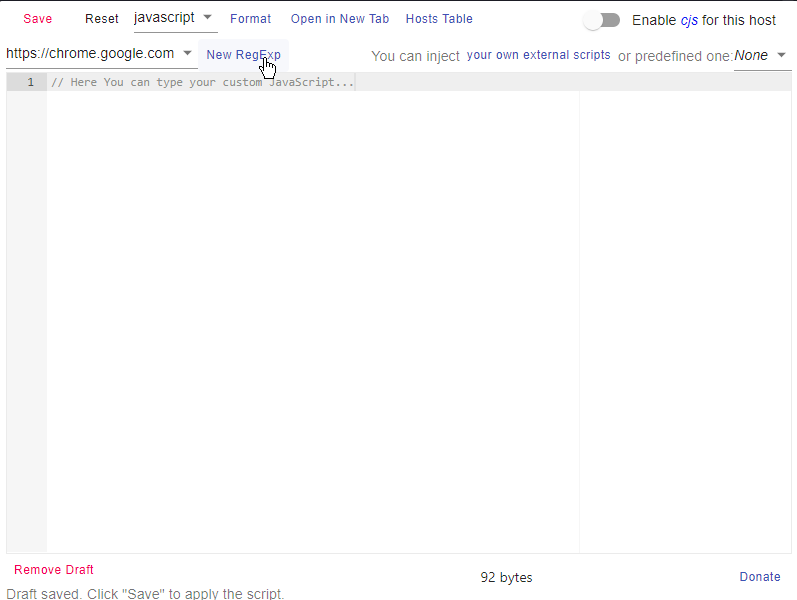 Save Reset javascript Format Open in New Tab Hosts Table Enable cjs for this host
https://chrome.google.com New RegExp You can inject your own external scripts or predefined one: None
1 // Here You can type your custom JavaScript...
Remove Draft 92 bytes Donate
Draft saved. Click "Save" to apply the script.